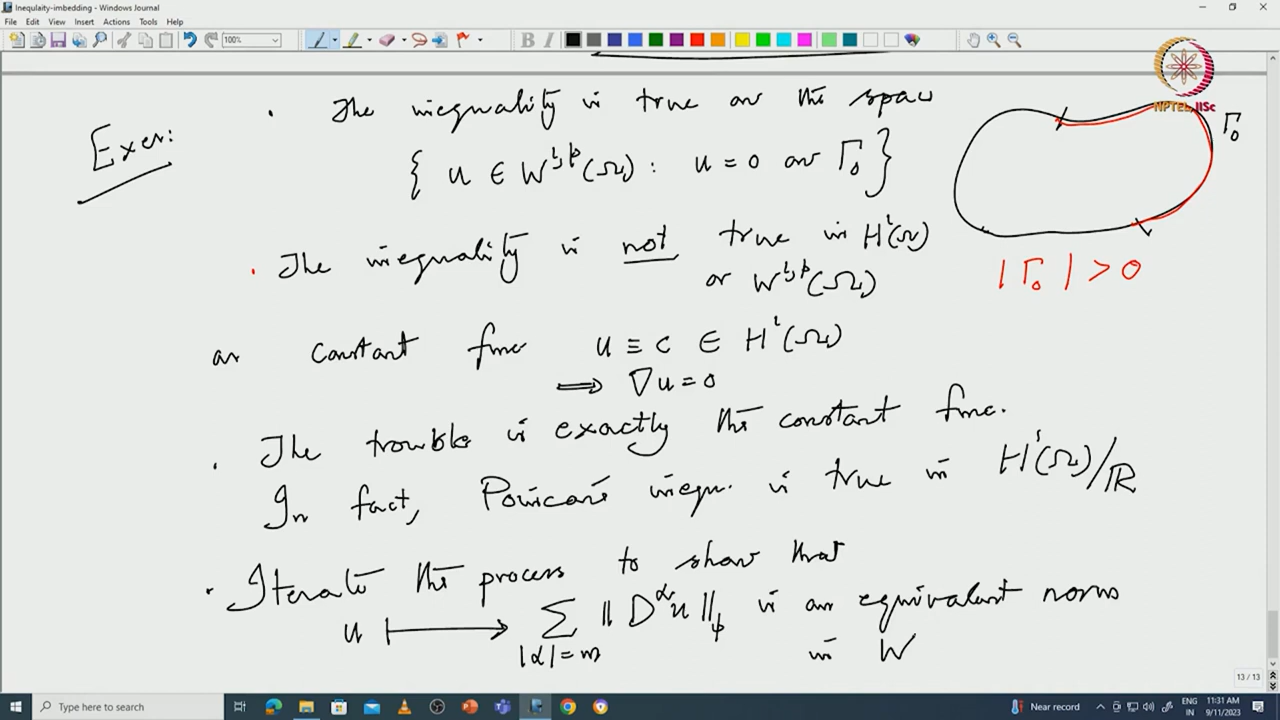 Inequlaity-imbedding - Windows Journal
File Edit View Insert Actions Tools Help
100%
NPTEL, IISc
Exer:
. The inequality is true on the space
{ u ∈ W^{1,p}(Ω) : u = 0 on Γ₀ }
Γ₀
|Γ₀| > 0
. The inequality is not true in H¹(Ω)
or W^{1,p}(Ω)
as constant func u ≡ c ∈ H¹(Ω)
⟹ ∇u = 0
. The trouble is exactly the constant func.
In fact, Poincaré inequ. is true in H¹(Ω)/ℝ
. Iterate the process to show that
u ⟼ Σ_{|α|=m} ‖D^α u‖_p is an equivalent norm
in W
13 / 13
Type here to search
Near record
ENG
IN
11:31 AM
9/11/2023